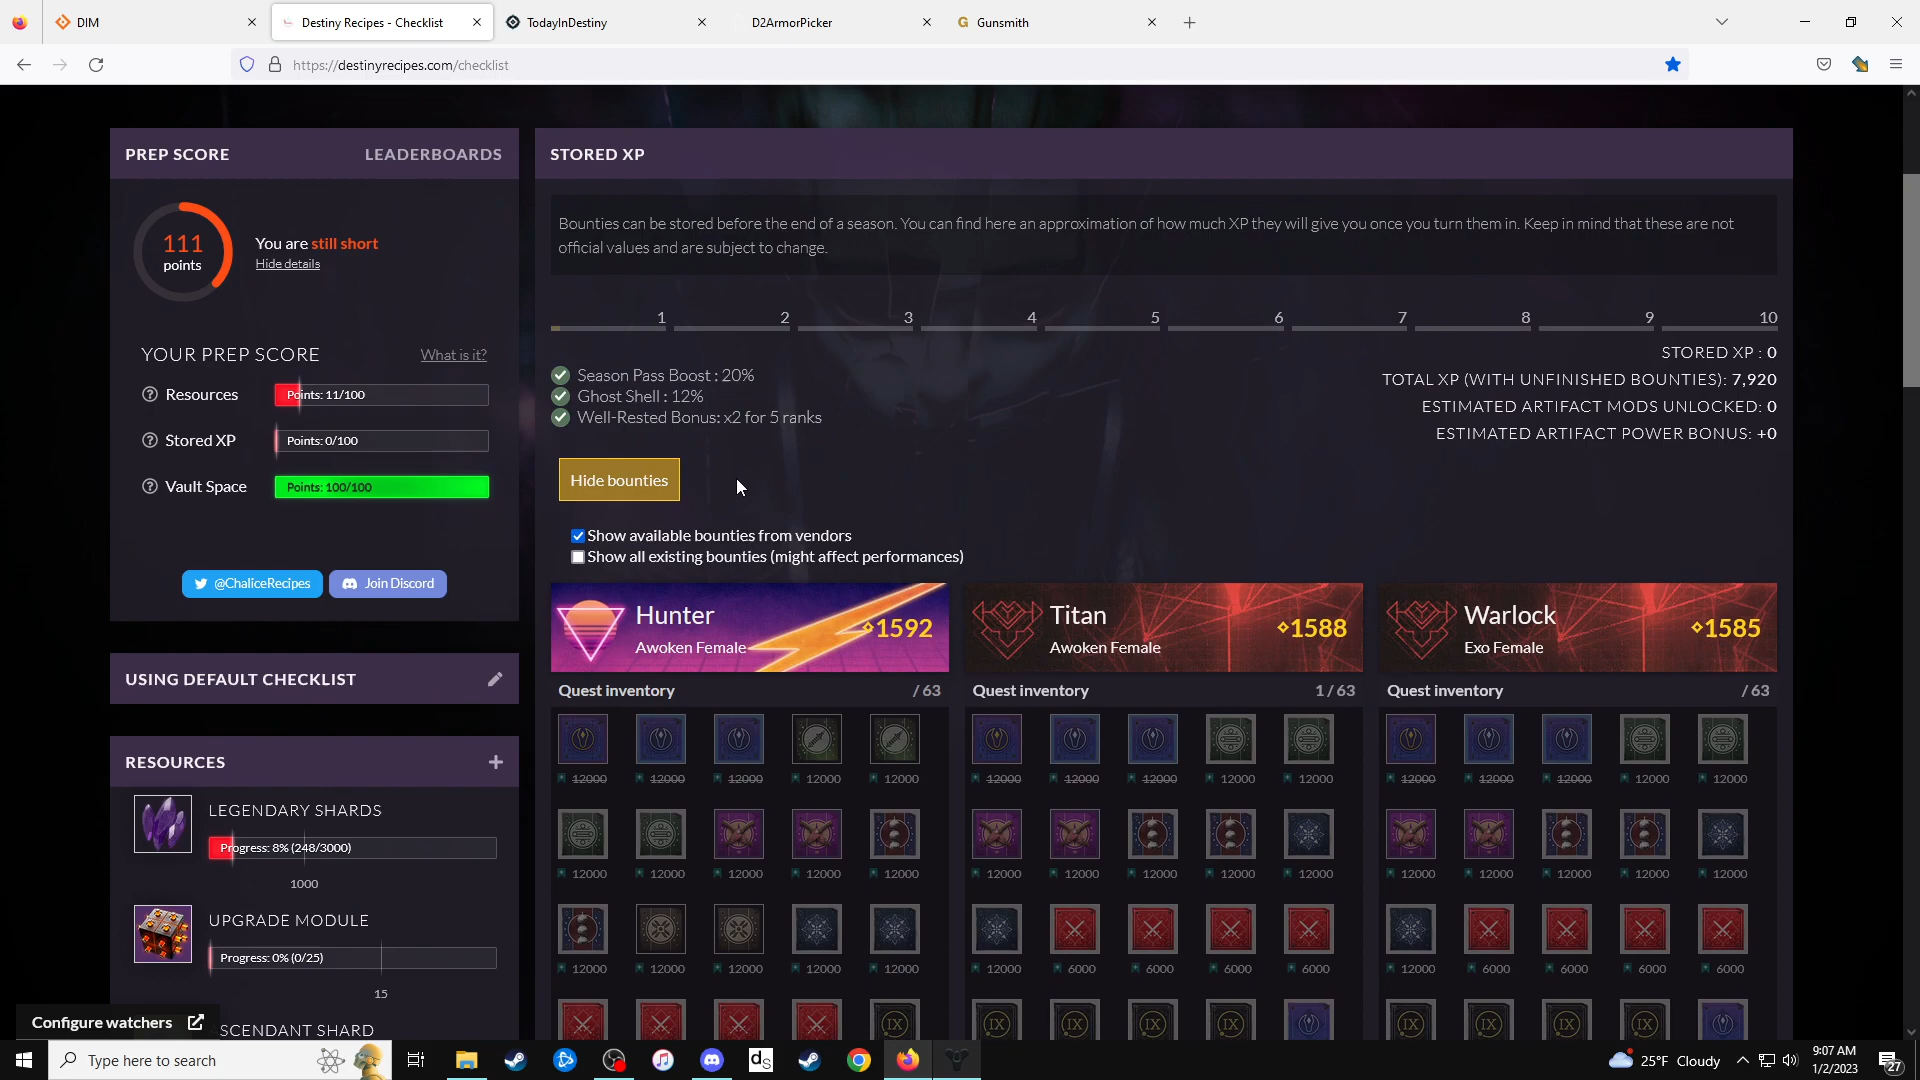 DIM
Destiny Recipes - Checklist
TodayInDestiny
D2ArmorPicker
G Gunsmith
https://destinyrecipes.com/checklist
PREP SCORE
LEADERBOARDS
111
points
You are still short
Hide details
YOUR PREP SCORE
What is it?
Resources
Points: 11/100
Stored XP
Points: 0/100
Vault Space
Points: 100/100
@ChaliceRecipes
Join Discord
USING DEFAULT CHECKLIST
RESOURCES
LEGENDARY SHARDS
Progress: 8% (248/3000)
1000
UPGRADE MODULE
Progress: 0% (0/25)
15
SCENDANT SHARD
Configure watchers
STORED XP
Bounties can be stored before the end of a season. You can find here an approximation of how much XP they will give you once you turn them in. Keep in mind that these are not
official values and are subject to change.
1 2 3 4 5 6 7 8 9 10
STORED XP : 0
TOTAL XP (WITH UNFINISHED BOUNTIES): 7,920
ESTIMATED ARTIFACT MODS UNLOCKED: 0
ESTIMATED ARTIFACT POWER BONUS: +0
Season Pass Boost : 20%
Ghost Shell : 12%
Well-Rested Bonus: x2 for 5 ranks
Hide bounties
Show available bounties from vendors
Show all existing bounties (might affect performances)
Hunter
Awoken Female
1592
Quest inventory
/ 63
12000 12000 12000 12000 12000
12000 12000 12000 12000 12000
12000 12000 12000 12000 12000
IX
Titan
Awoken Female
1588
Quest inventory
1 / 63
12000 12000 12000 12000 12000
12000 12000 12000 12000 12000
12000 6000 6000 6000 6000
IX IX IX IX
Warlock
Exo Female
1585
Quest inventory
/ 63
12000 12000 12000 12000 12000
12000 12000 12000 12000 12000
12000 6000 6000 6000 6000
IX IX IX IX
Type here to search
ds
25°F Cloudy
9:07 AM
1/2/2023
27